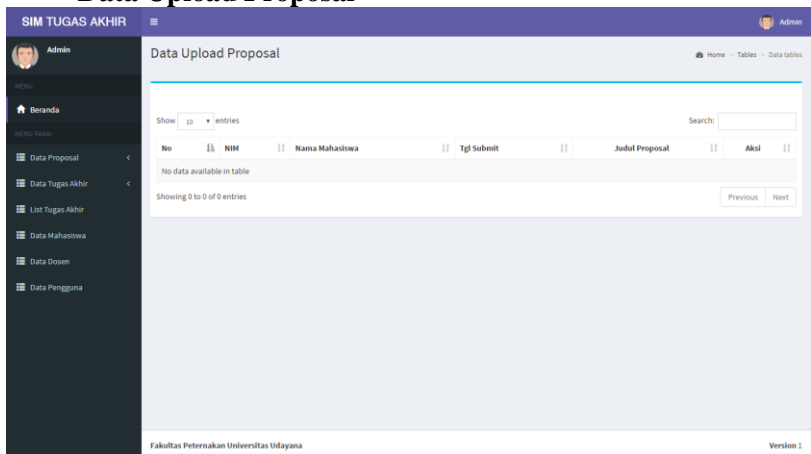 Data Upload Proposal
SIM TUGAS AKHIR
Admin
Admin
Data Upload Proposal
Home > Tables > Data tables
MENU
Beranda
MENU PAKAI
Data Proposal
Data Tugas Akhir
List Tugas Akhir
Data Mahasiswa
Data Dosen
Data Pengguna
Show 10 entries
Search:
No NIM Nama Mahasiswa Tgl Submit Judul Proposal Aksi
No data available in table
Showing 0 to 0 of 0 entries
Previous Next
Fakultas Peternakan Universitas Udayana
Version 1